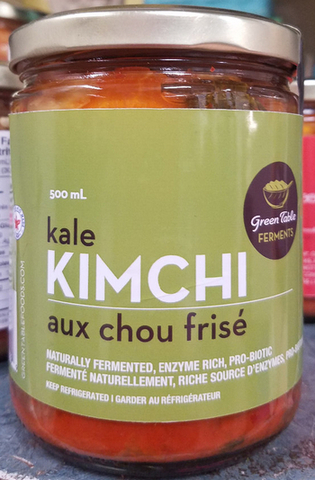 500 mL
kale
KIMCHI
aux chou frisé
Green Table
FERMENTS
NATURALLY FERMENTED, ENZYME RICH, PRO-BIOTIC
FERMENTÉ NATURELLEMENT, RICHE SOURCE D'ENZYMES,
KEEP REFRIGERATED | GARDER AU RÉFRIGÉRATEUR
GREENTABLEFOODS.COM